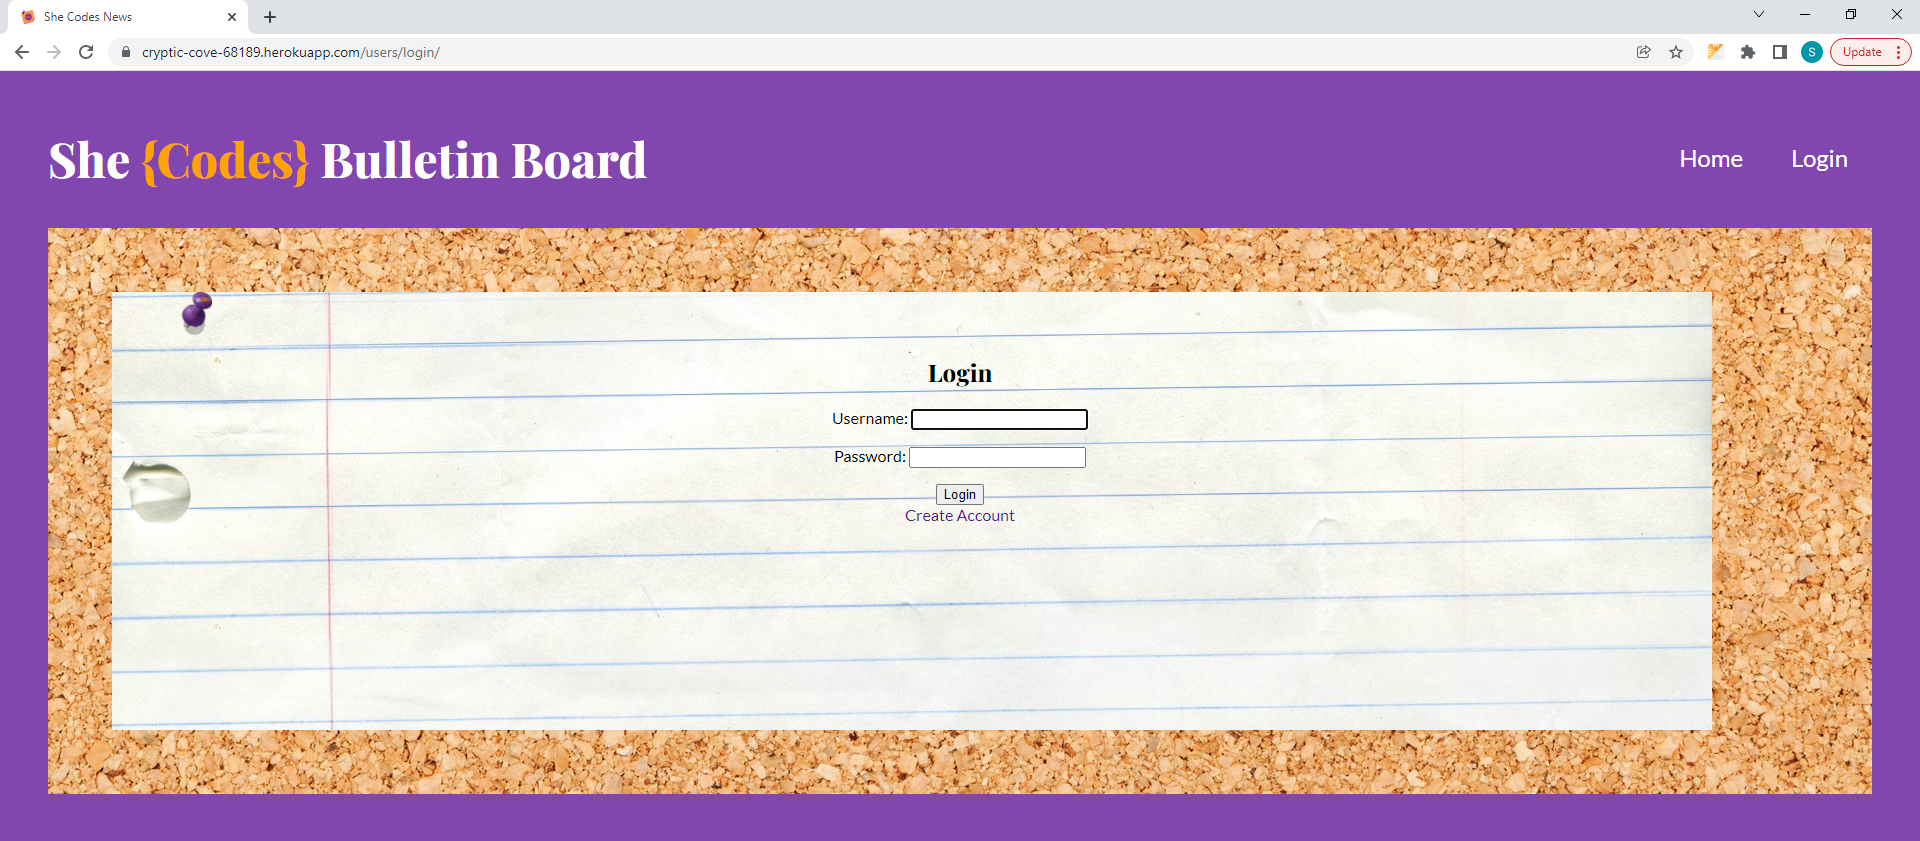 She Codes News
cryptic-cove-68189.herokuapp.com/users/login/
S
Update
She {Codes} Bulletin Board
Home
Login
Login
Username:
Password:
Login
Create Account